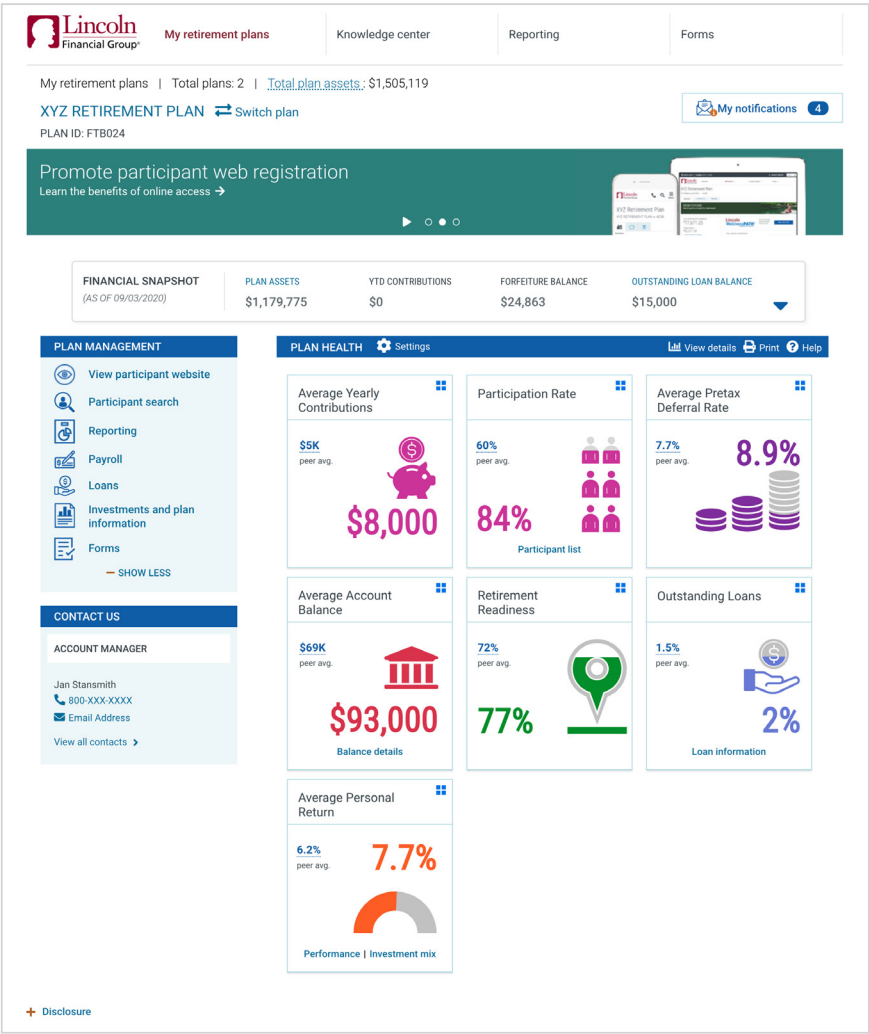 Lincoln
Financial Group®
My retirement plans
Knowledge center
Reporting
Forms
My retirement plans | Total plans: 2 | Total plan assets : $1,505,119
XYZ RETIREMENT PLAN Switch plan
PLAN ID: FTB024
My notifications 4
Promote participant web registration
Learn the benefits of online access
Lincoln
XYZ Retirement Plan
FINANCIAL SNAPSHOT
(AS OF 09/03/2020)
PLAN ASSETS
$1,179,775
YTD CONTRIBUTIONS
$0
FORFEITURE BALANCE
$24,863
OUTSTANDING LOAN BALANCE
$15,000
PLAN MANAGEMENT
View participant website
Participant search
Reporting
Payroll
Loans
Investments and plan
information
Forms
SHOW LESS
CONTACT US
ACCOUNT MANAGER
Jan Stansmith
800-XXX-XXXX
Email Address
View all contacts
PLAN HEALTH Settings
View details Print Help
Average Yearly
Contributions
$5K
peer avg.
$8,000
Participation Rate
60%
peer avg.
84%
Participant list
Average Pretax
Deferral Rate
7.7%
peer avg.
8.9%
Average Account
Balance
$69K
peer avg.
$93,000
Balance details
Retirement
Readiness
72%
peer avg.
77%
Outstanding Loans
1.5%
peer avg.
2%
Loan information
Average Personal
Return
6.2%
peer avg.
7.7%
Performance | Investment mix
Disclosure